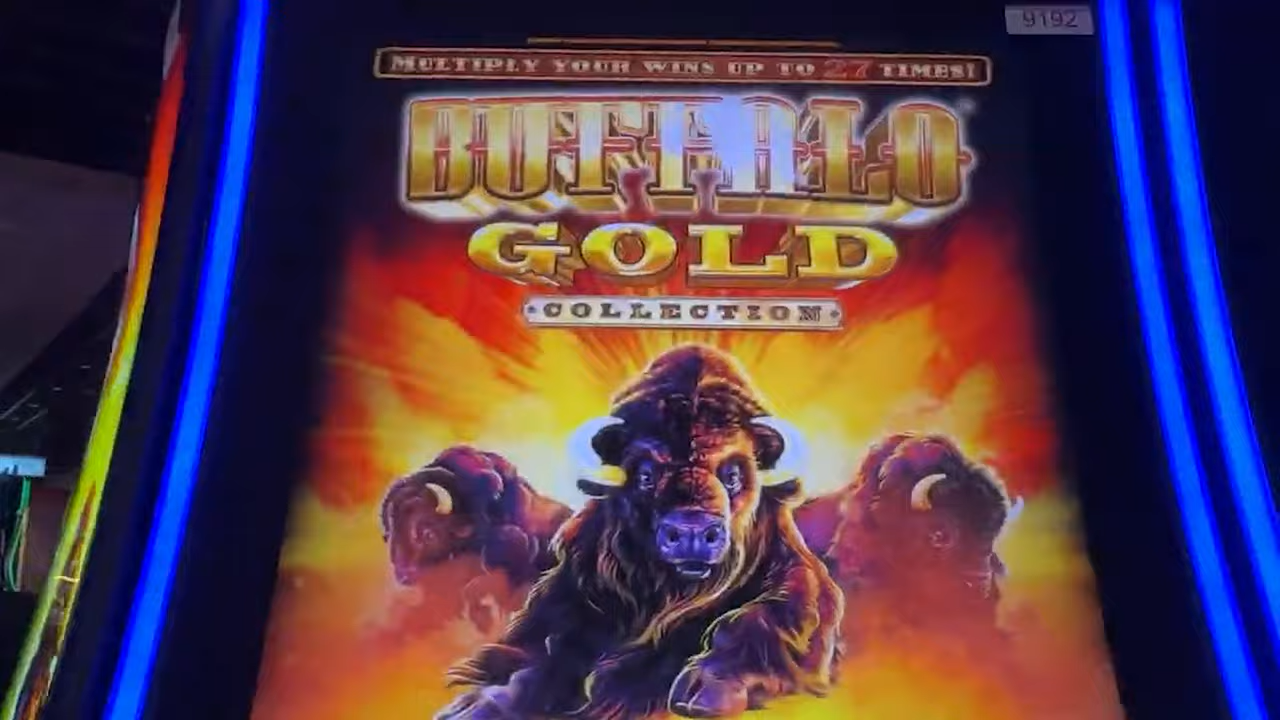 9192
MULTIPLY YOUR WINS UP TO 27 TIMES!
BUFFALO
GOLD
COLLECTION